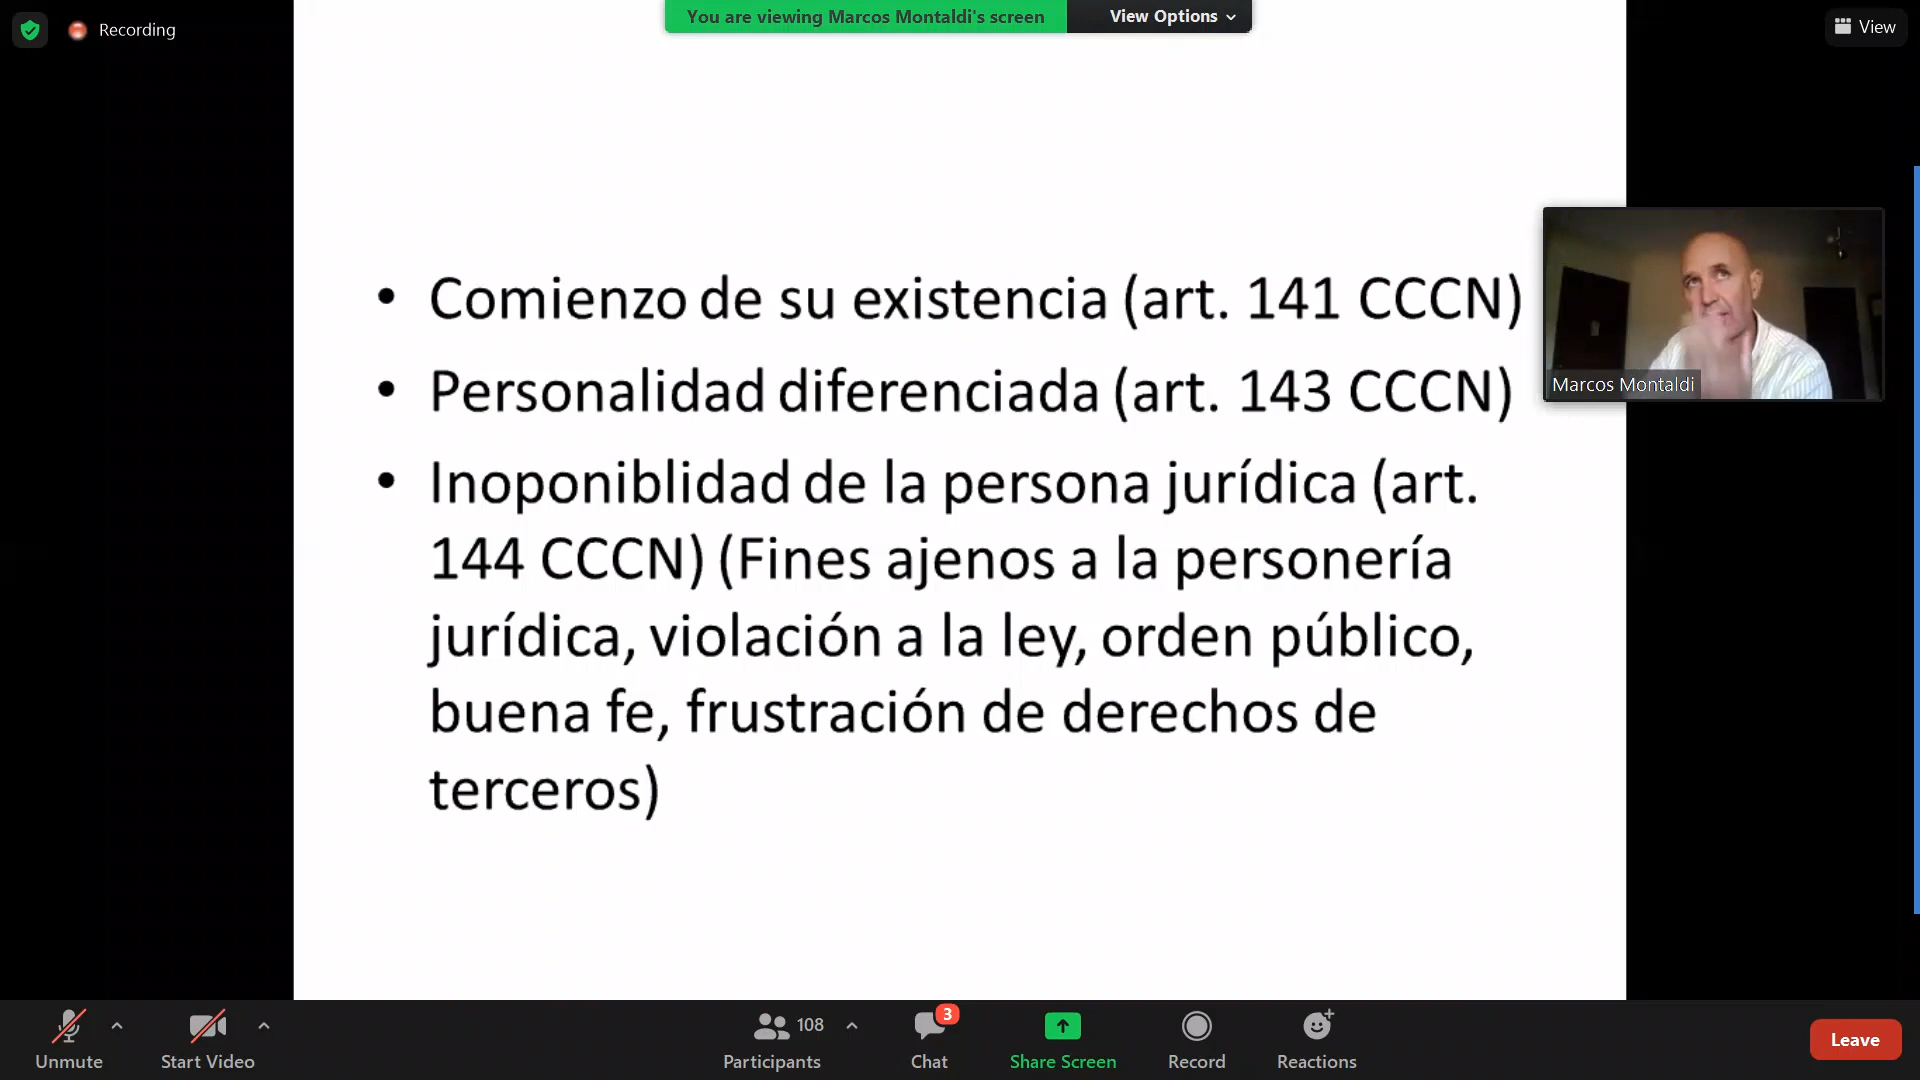 Recording
You are viewing Marcos Montaldi's screen
View Options
View
• Comienzo de su existencia (art. 141 CCCN)
• Personalidad diferenciada (art. 143 CCCN)
• Inoponiblidad de la persona jurídica (art.
144 CCCN) (Fines ajenos a la personería
jurídica, violación a la ley, orden público,
buena fe, frustración de derechos de
terceros)
Marcos Montaldi
Unmute
Start Video
108
Participants
3
Chat
Share Screen
Record
Reactions
Leave